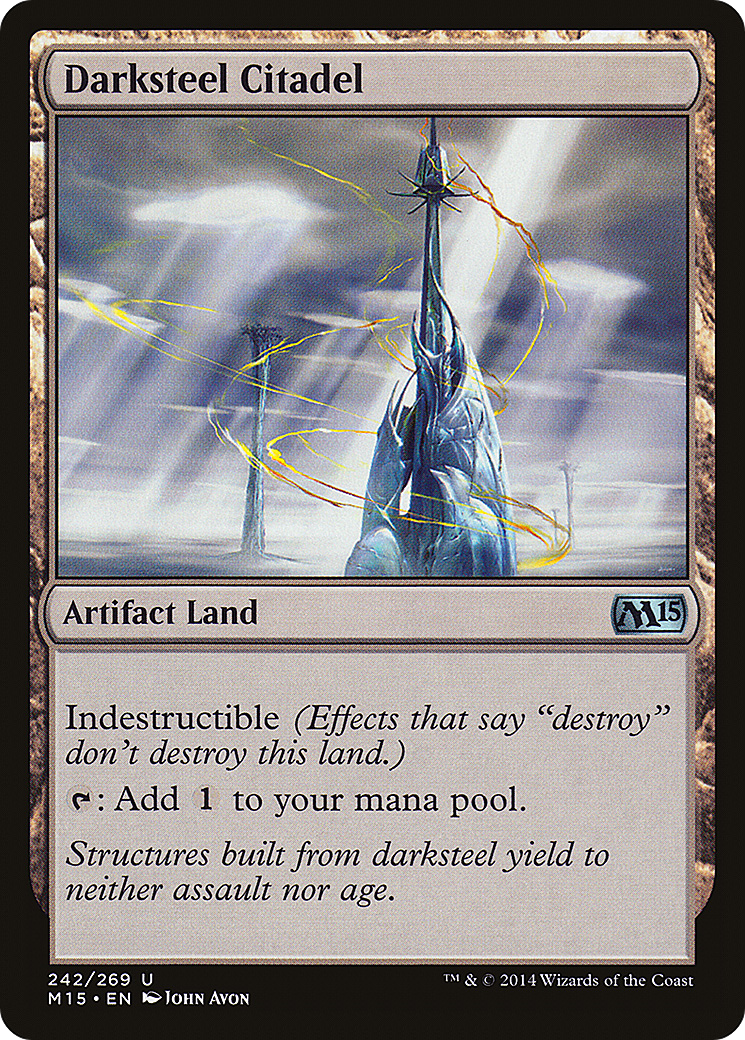 Darksteel Citadel
Artifact Land
M15
Indestructible (Effects that say “destroy”
don’t destroy this land.)
: Add 1 to your mana pool.
Structures built from darksteel yield to
neither assault nor age.
242/269 U
M15 • EN John Avon
™ & © 2014 Wizards of the Coast